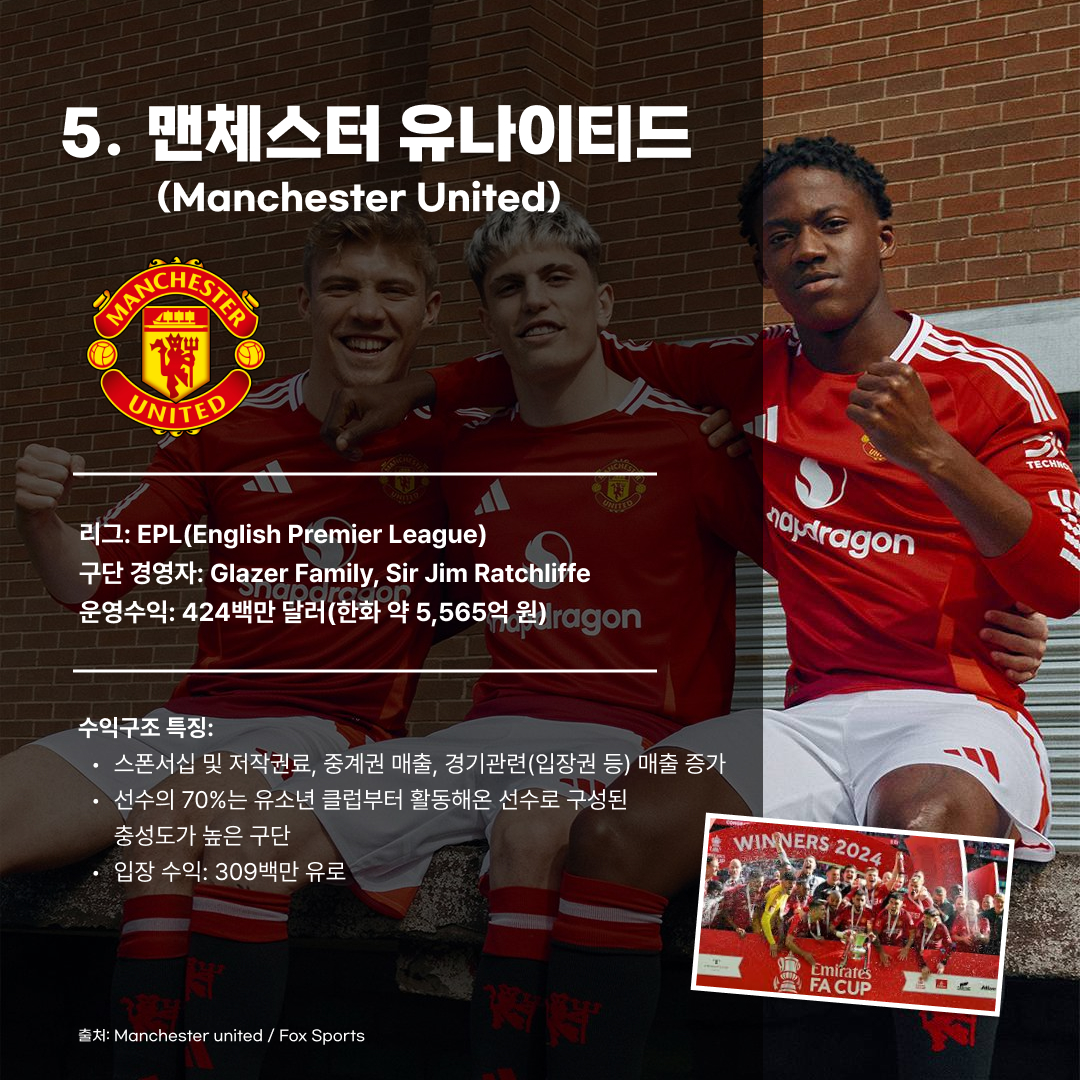 5. 맨체스터 유나이티드
(Manchester United)
MANCHESTER
UNITED
리그: EPL(English Premier League)
구단 경영자: Glazer Family, Sir Jim Ratchliffe
운영수익: 424백만 달러(한화 약 5,565억 원)
수익구조 특징:
• 스폰서십 및 저작권료, 중계권 매출, 경기관련(입장권 등) 매출 증가
• 선수의 70%는 유소년 클럽부터 활동해온 선수로 구성된
충성도가 높은 구단
• 입장 수익: 309백만 유로
snapdragon
snapdragon
snapdragon
TECHNO
WINNERS 2024
Emirates
FA CUP
출처: Manchester united / Fox Sports